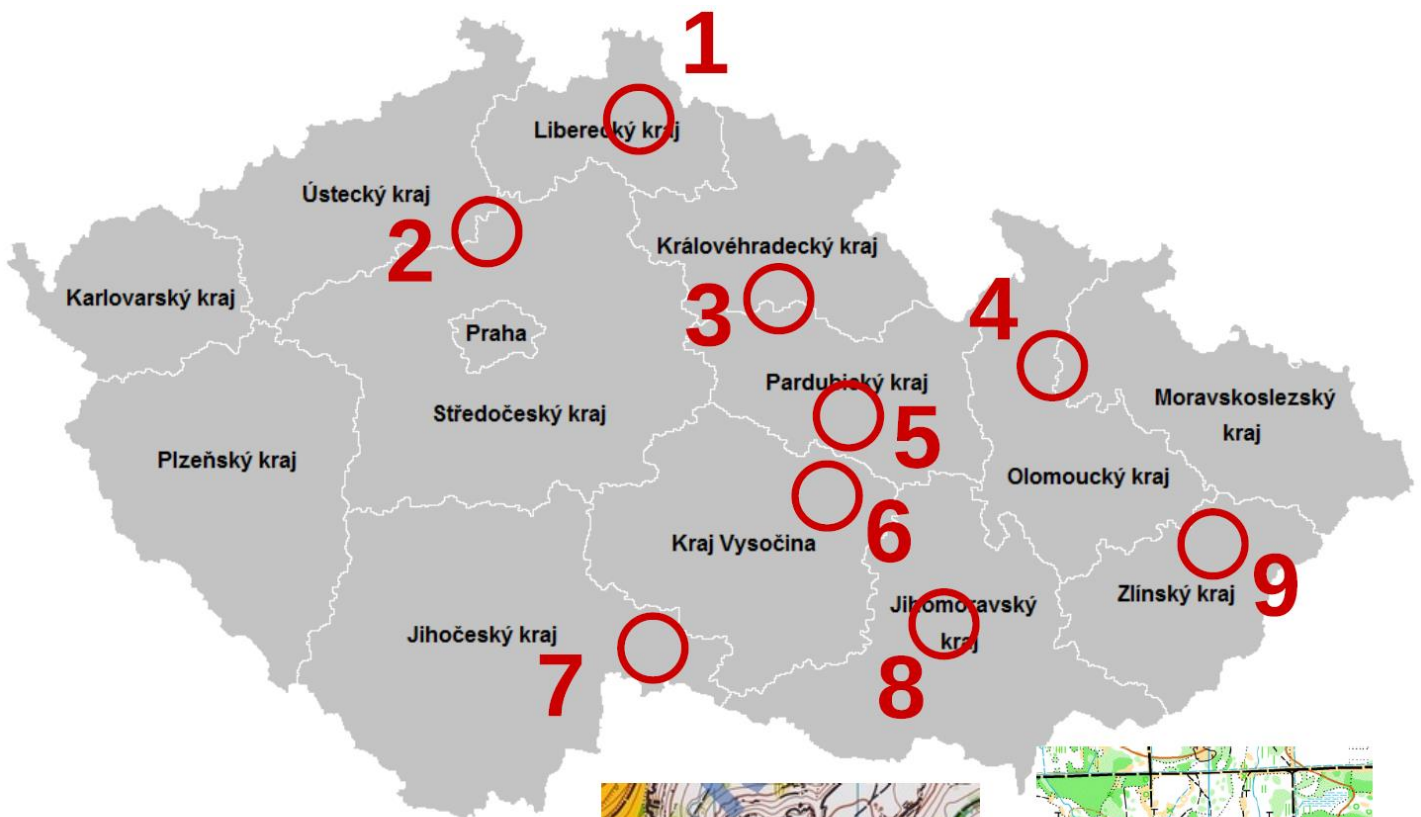 1
Liberecký kraj
Ústecký kraj
2
Královéhradecký kraj
Karlovarský kraj
3
4
Praha
Pardubický kraj
Středočeský kraj
5
Moravskoslezský
kraj
Plzeňský kraj
Olomoucký kraj
6
Kraj Vysočina
9
Zlínský kraj
Jihomoravský
kraj
Jihočeský kraj
7
8